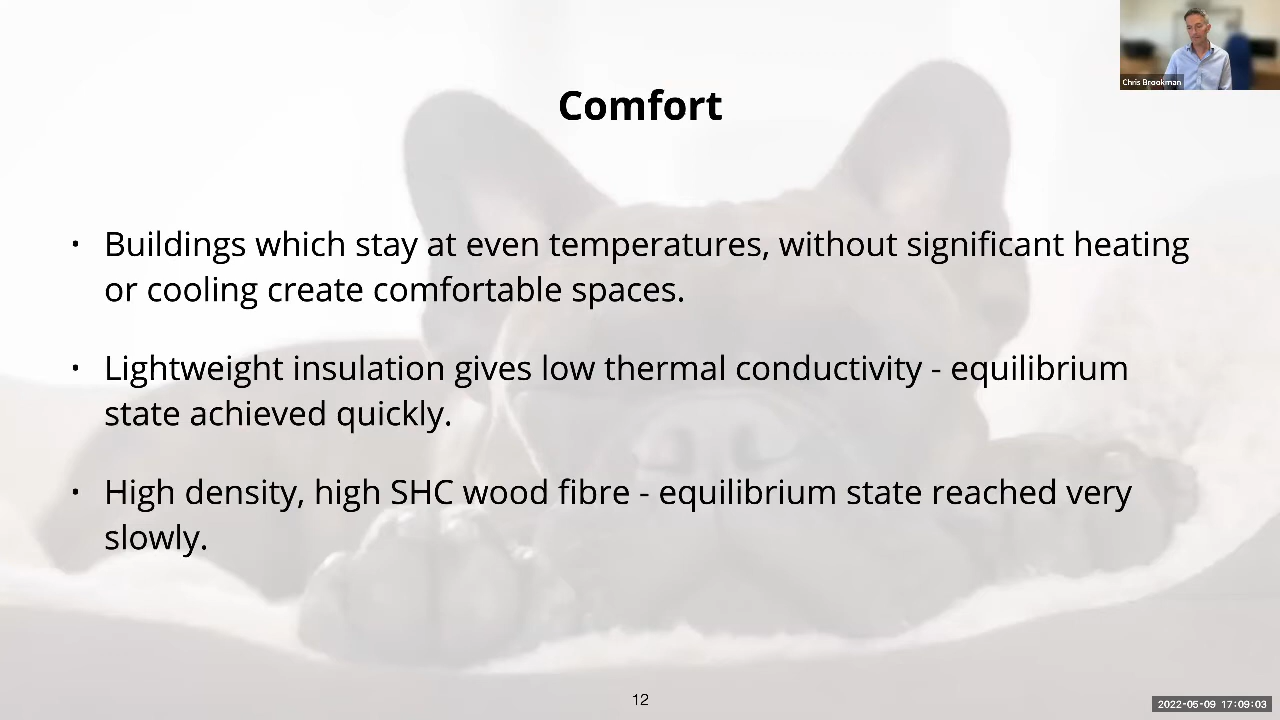 Chris Brookman
Comfort
• Buildings which stay at even temperatures, without significant heating
or cooling create comfortable spaces.
• Lightweight insulation gives low thermal conductivity - equilibrium
state achieved quickly.
• High density, high SHC wood fibre - equilibrium state reached very
slowly.
12
2022-05-09 17:09:03